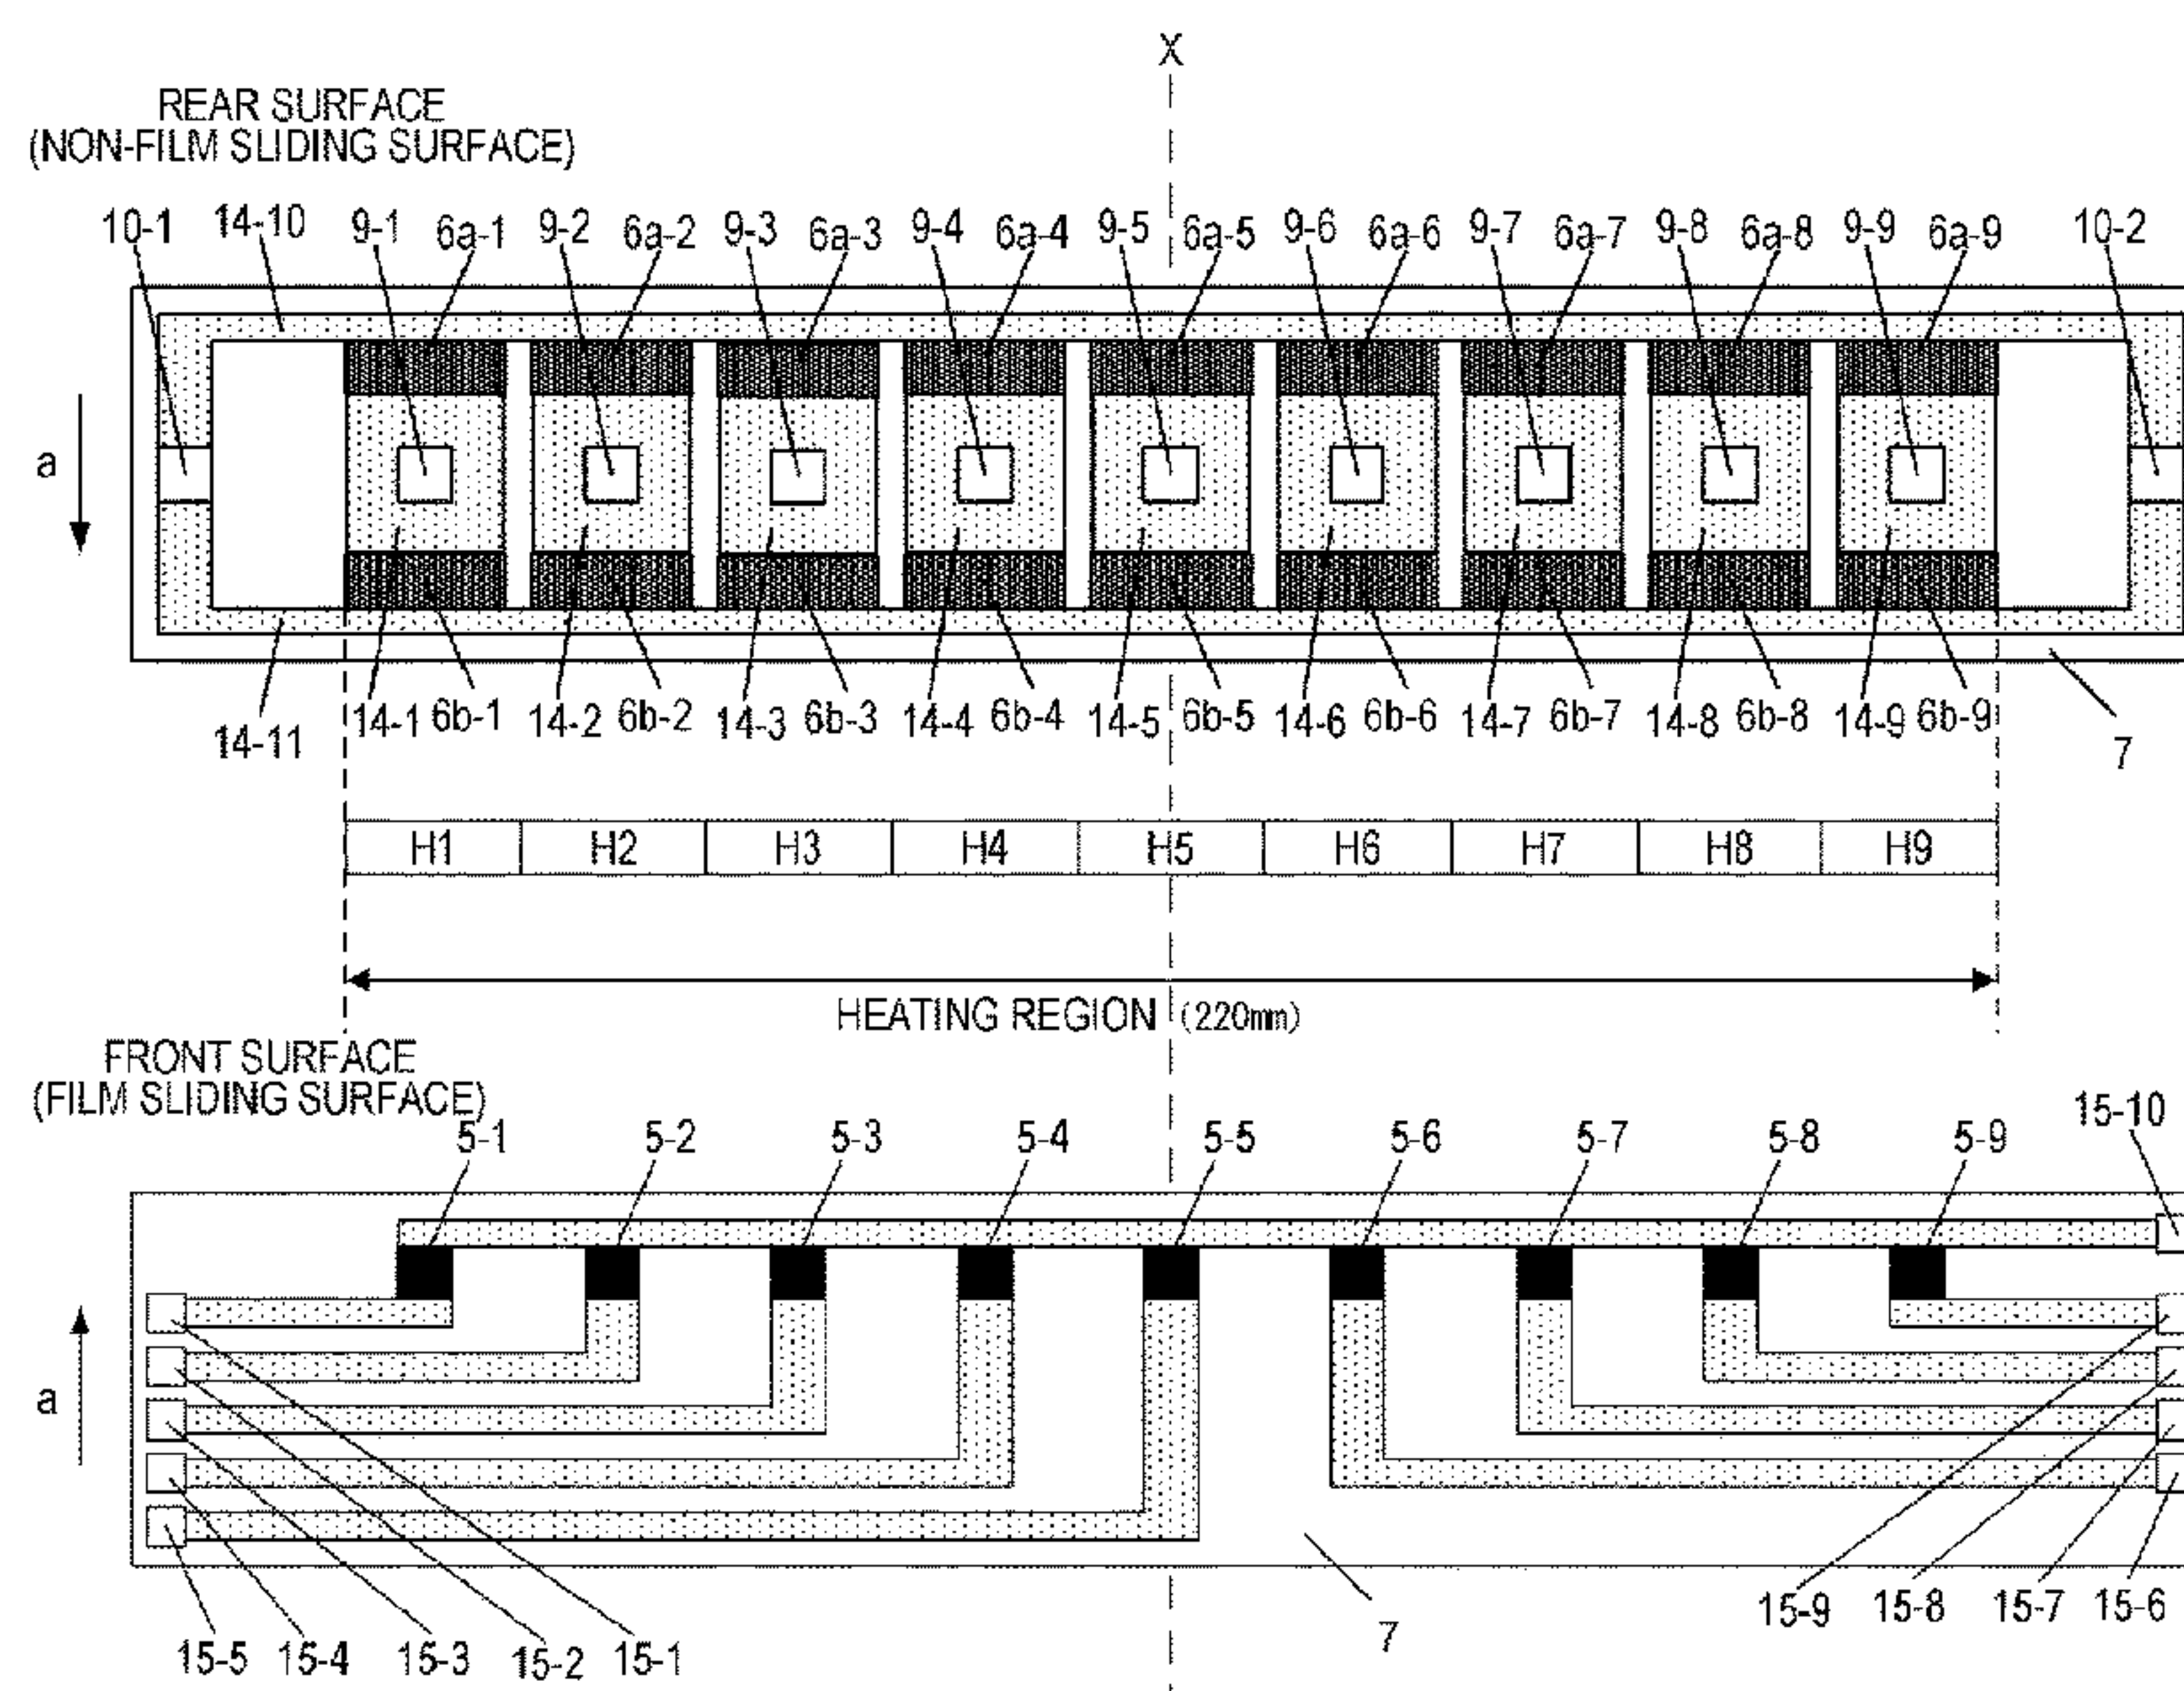 X
REAR SURFACE
(NON-FILM SLIDING SURFACE)
10-1 14-10 9-1 6a-1 9-2 6a-2 9-3 6a-3 9-4 6a-4 9-5 6a-5 9-6 6a-6 9-7 6a-7 9-8 6a-8 9-9 6a-9 10-2
a
14-11 14-1 6b-1 14-2 6b-2 14-3 6b-3 14-4 6b-4 14-5 6b-5 14-6 6b-6 14-7 6b-7 14-8 6b-8 14-9 6b-9
7
H1 H2 H3 H4 H5 H6 H7 H8 H9
HEATING REGION (220mm)
FRONT SURFACE
(FILM SLIDING SURFACE)
5-1 5-2 5-3 5-4 5-5 5-6 5-7 5-8 5-9 15-10
a
15-5 15-4 15-3 15-2 15-1 7 15-9 15-8 15-7 15-6